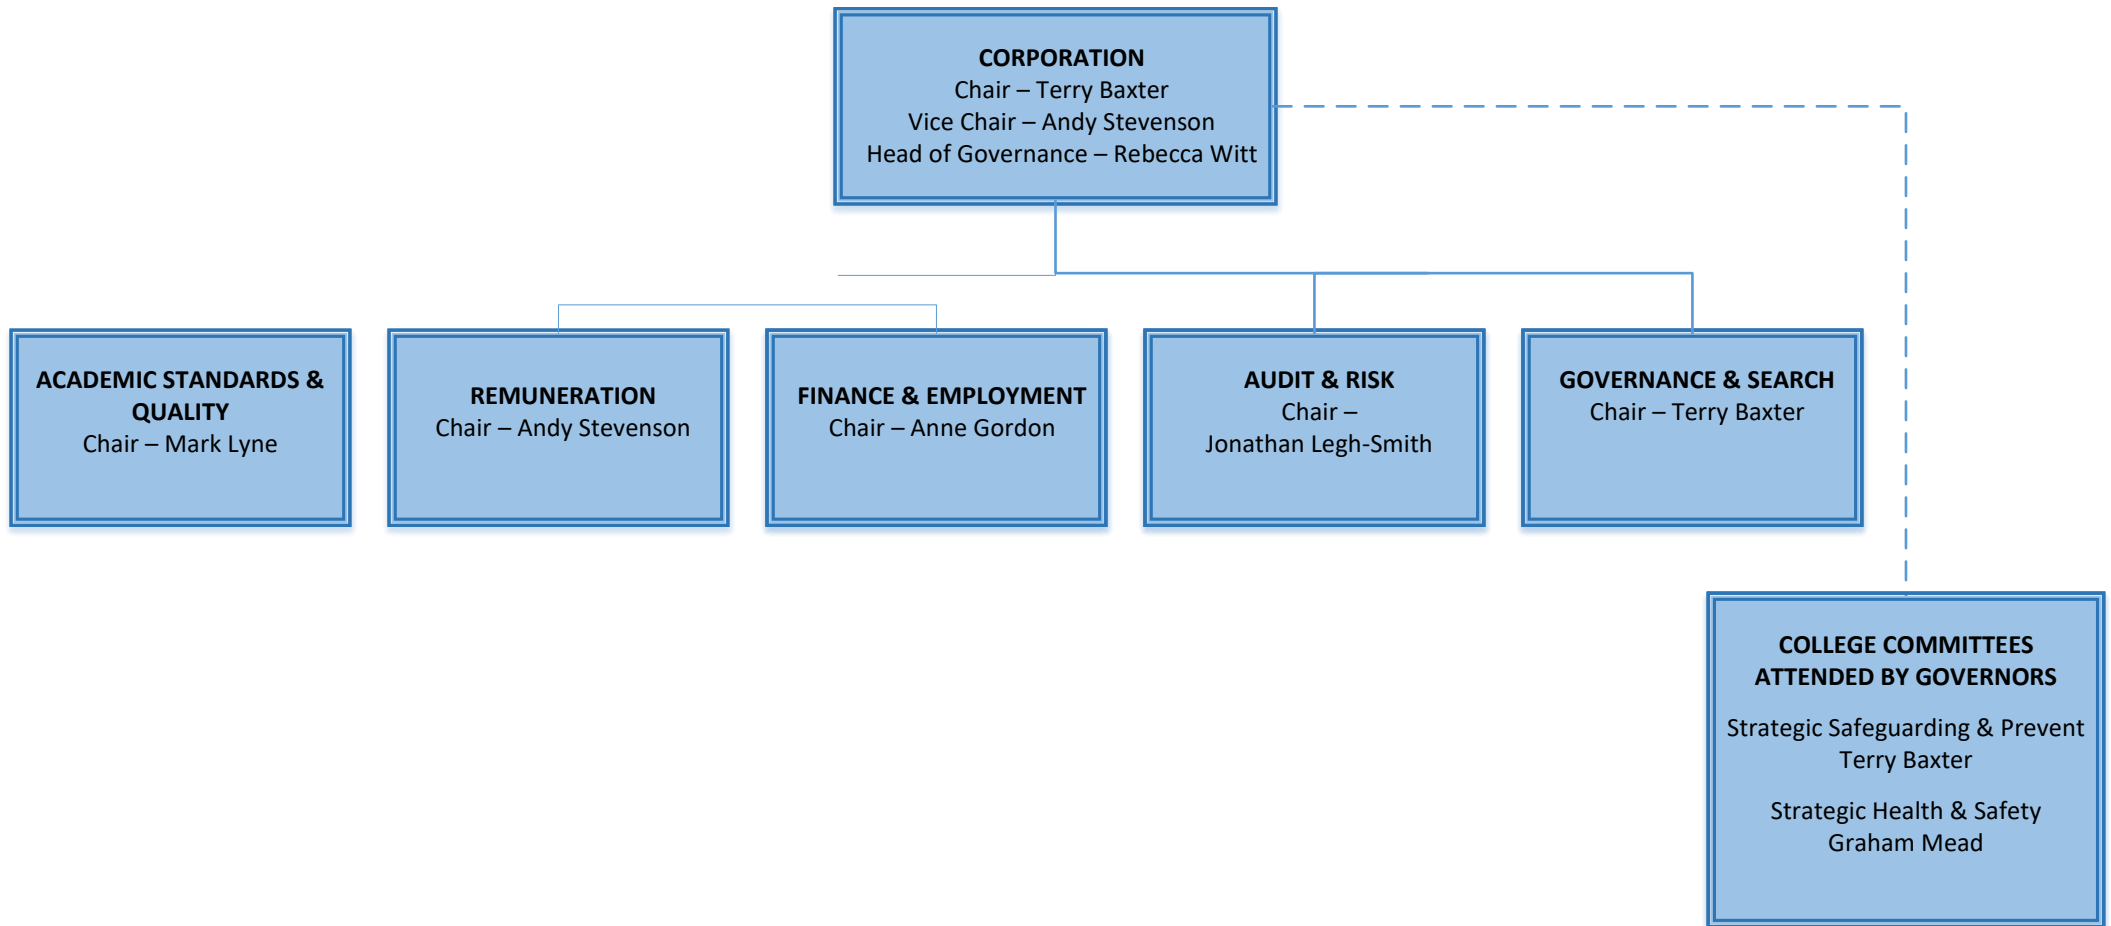 CORPORATION
Chair – Terry Baxter
Vice Chair – Andy Stevenson
Head of Governance – Rebecca Witt
ACADEMIC STANDARDS &
QUALITY
Chair – Mark Lyne
REMUNERATION
Chair – Andy Stevenson
FINANCE & EMPLOYMENT
Chair – Anne Gordon
AUDIT & RISK
Chair –
Jonathan Legh-Smith
GOVERNANCE & SEARCH
Chair – Terry Baxter
COLLEGE COMMITTEES
ATTENDED BY GOVERNORS
Strategic Safeguarding & Prevent
Terry Baxter
Strategic Health & Safety
Graham Mead